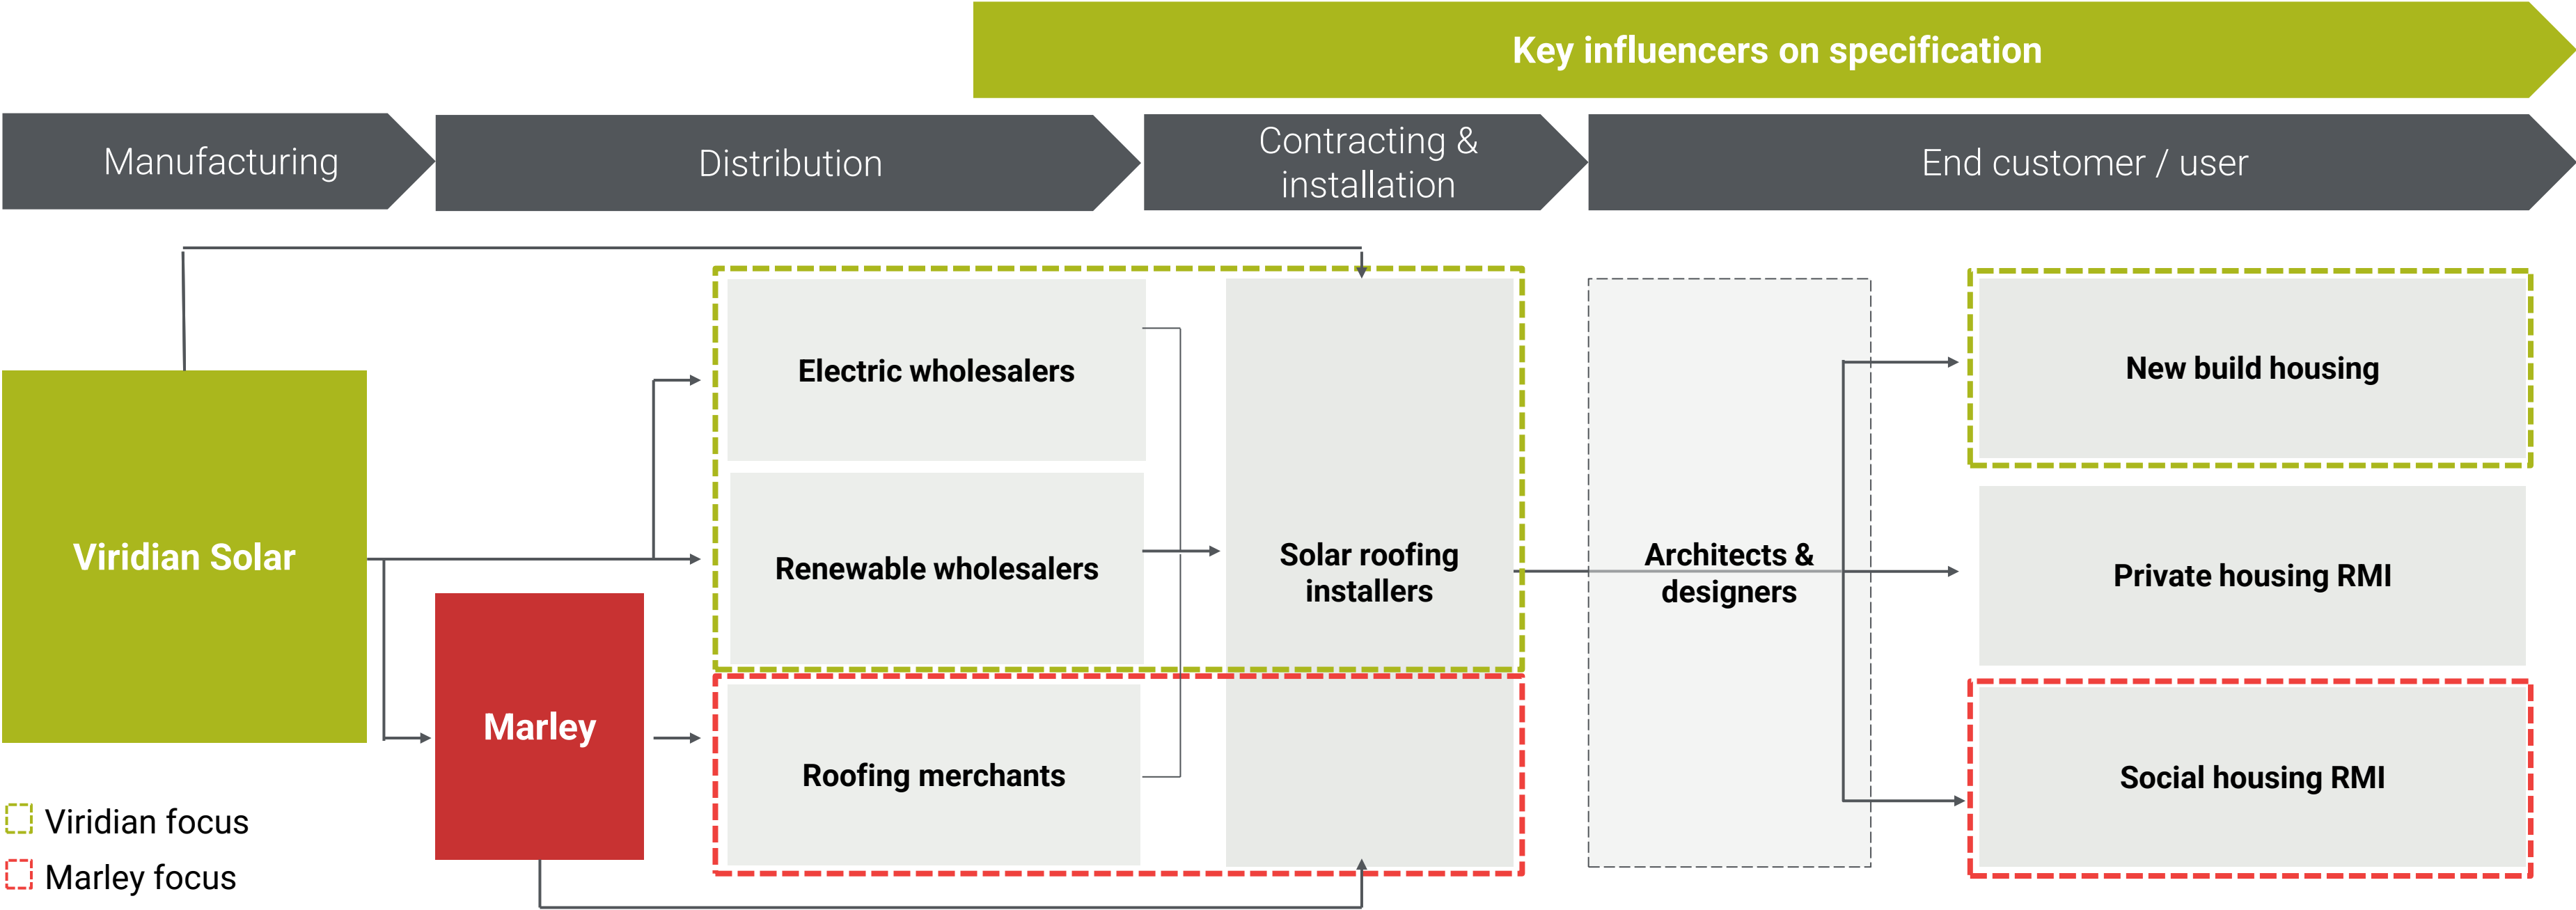 Key influencers on specification
Manufacturing
Distribution
Contracting &
installation
End customer / user
Viridian Solar
Marley
Electric wholesalers
Renewable wholesalers
Roofing merchants
Solar roofing
installers
Architects &
designers
New build housing
Private housing RMI
Social housing RMI
Viridian focus
Marley focus